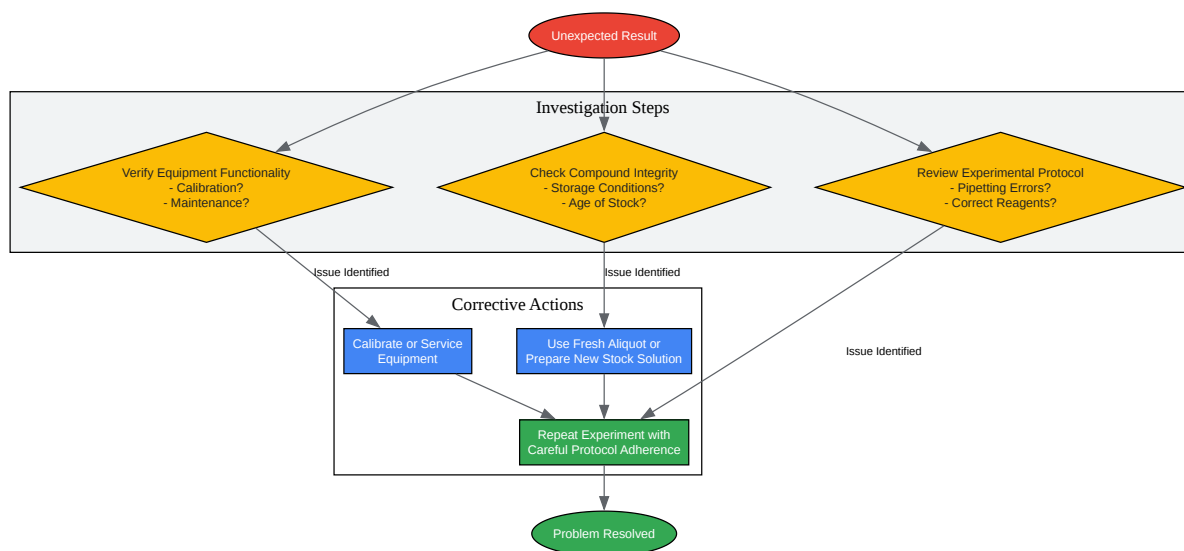 Unexpected Result
Investigation Steps
Verify Equipment Functionality
- Calibration?
- Maintenance?
Check Compound Integrity
- Storage Conditions?
- Age of Stock?
Review Experimental Protocol
- Pipetting Errors?
- Correct Reagents?
Issue Identified
Issue Identified
Corrective Actions
Calibrate or Service
Equipment
Use Fresh Aliquot or
Prepare New Stock Solution
Issue Identified
Repeat Experiment with
Careful Protocol Adherence
Problem Resolved